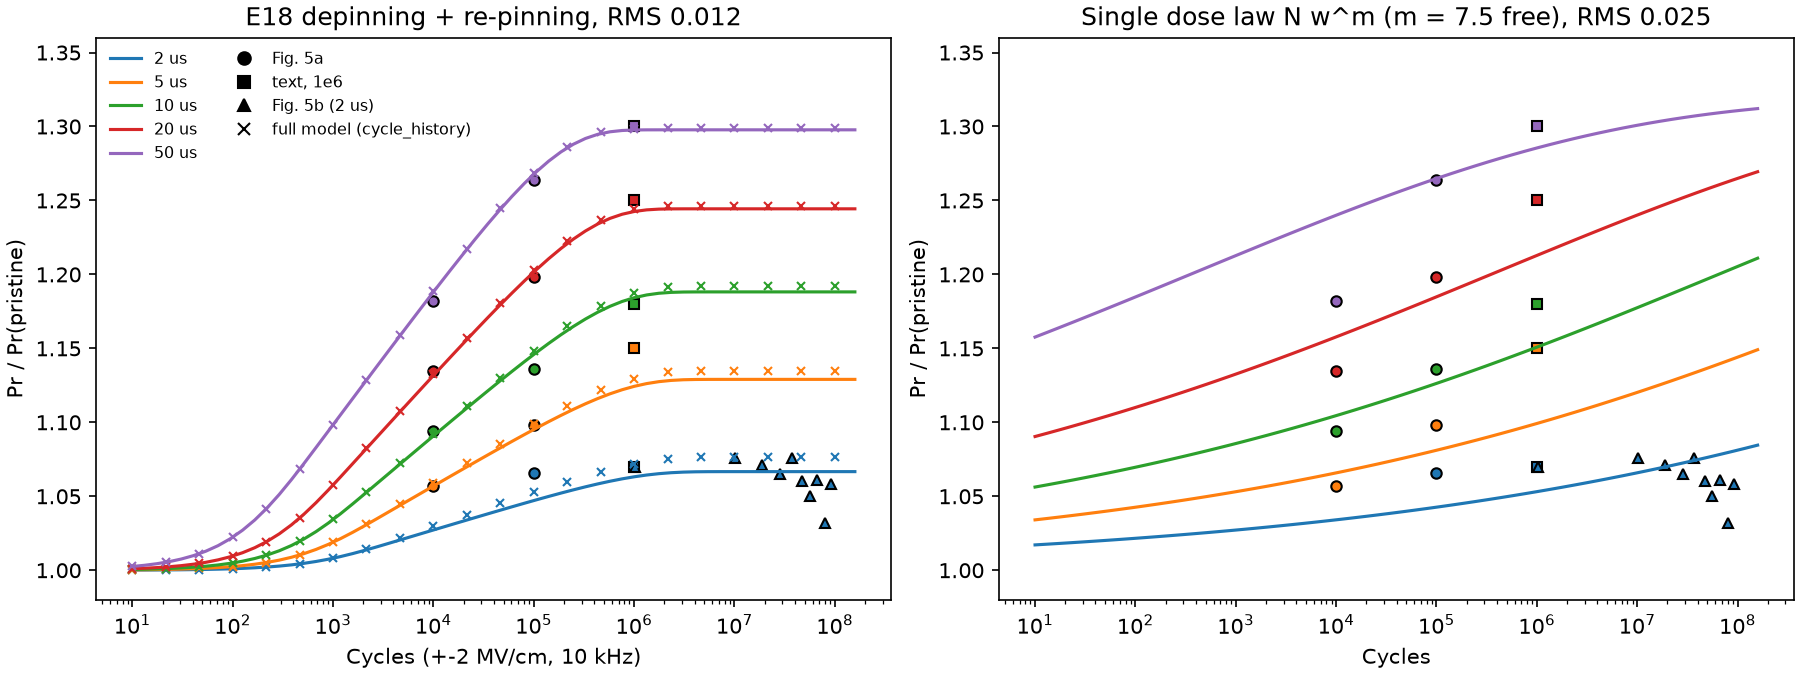 E18 depinning + re-pinning, RMS 0.012
Pr / Pr(pristine)
1.35
1.30
1.25
1.20
1.15
1.10
1.05
1.00
2 us
5 us
10 us
20 us
50 us
Fig. 5a
text, 1e6
Fig. 5b (2 us)
full model (cycle_history)
10^1 10^2 10^3 10^4 10^5 10^6 10^7 10^8
Cycles (+-2 MV/cm, 10 kHz)
Single dose law N w^m (m = 7.5 free), RMS 0.025
Pr / Pr(pristine)
1.35
1.30
1.25
1.20
1.15
1.10
1.05
1.00
10^1 10^2 10^3 10^4 10^5 10^6 10^7 10^8
Cycles